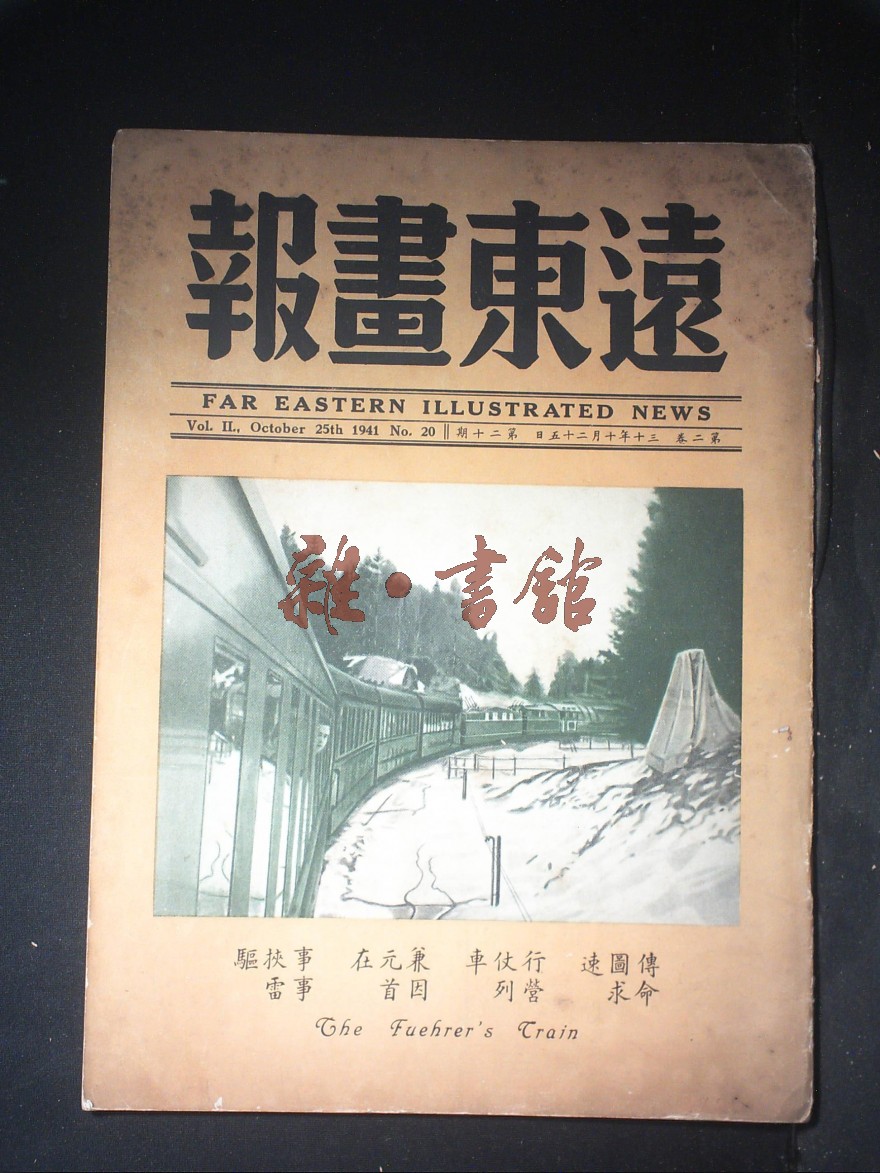 遠東畫報
FAR EASTERN ILLUSTRATED NEWS
Vol. II., October 25th 1941 No. 20
第二卷 三十年十月二十五日 第二十期
雜·書館
傳命圖求速
行營仗列車
兼因元首在
事事挾雷驅
The Fuehrer's Train